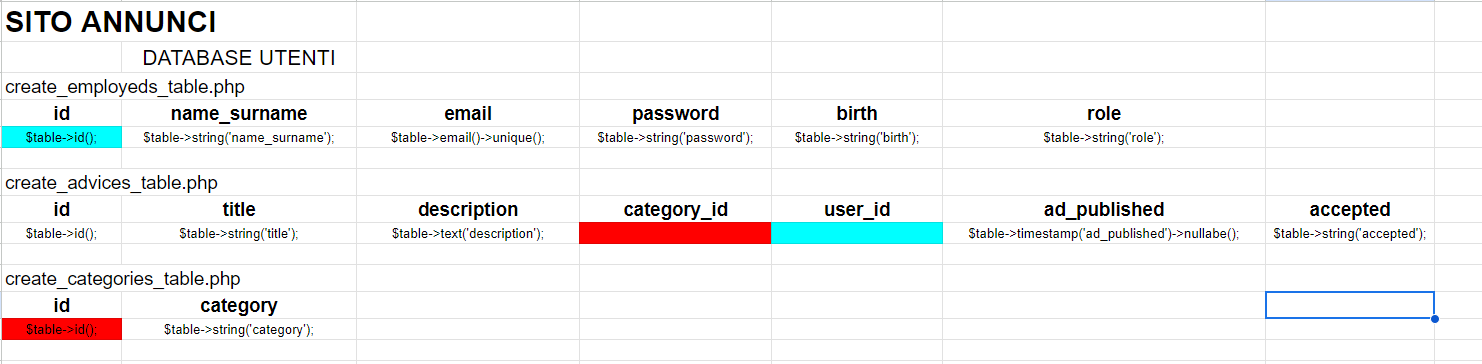 SITO ANNUNCI
DATABASE UTENTI
create_employeds_table.php
id name_surname email password birth role
$table->id(); $table->string('name_surname'); $table->email()->unique(); $table->string('password'); $table->string('birth'); $table->string('role');
create_advices_table.php
id title description category_id user_id ad_published accepted
$table->id(); $table->string('title'); $table->text('description'); $table->timestamp('ad_published')->nullabe(); $table->string('accepted');
create_categories_table.php
id category
$table->id(); $table->string('category');